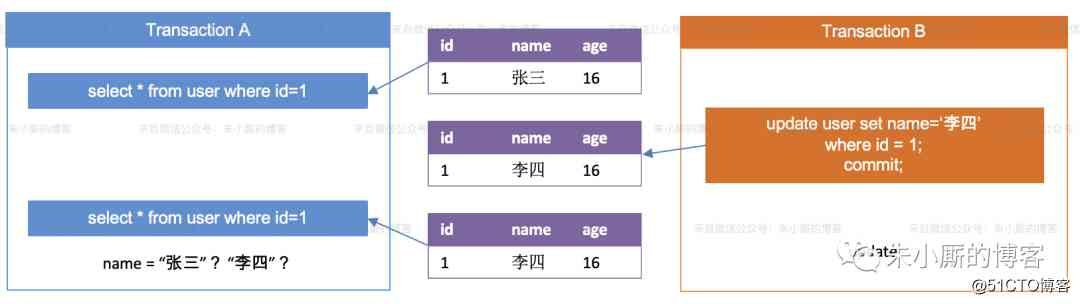 Transaction A
select * from user where id=1
select * from user where id=1
name = “张三”？ “李四”？
id name age
1 张三 16
id name age
1 李四 16
id name age
1 李四 16
Transaction B
update user set name=‘李四’
where id = 1;
commit;
朱小厮的博客
@51CTO博客